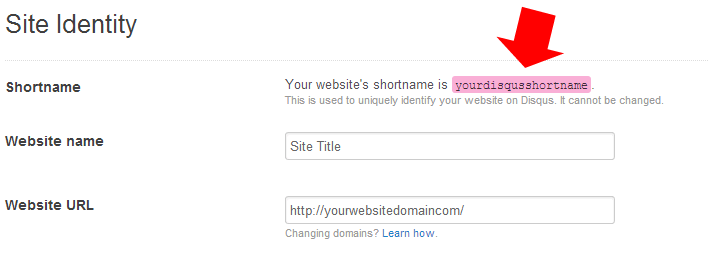 Site Identity
Shortname
Your website's shortname is yourdisqusshortname.
This is used to uniquely identify your website on Disqus. It cannot be changed.
Website name
Site Title
Website URL
http://yourwebsitedomaincom/
Changing domains? Learn how.